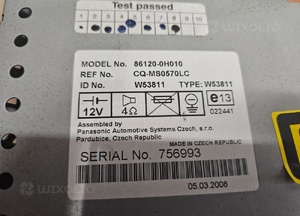 Test passed
1 2 3 4 5 6 7 8 9 10
MODEL No. 86120-0H010
REF No. CQ-MS0570LC
ID No. W53811 TYPE: W53811
12V 4Ω e13
022441
Assembled by
Panasonic Automotive Systems Czech, s.r.o.
Pardubice, Czech Republic
MADE IN CZECH REPUBLIC
SERIAL No. 756993
05.03.2006